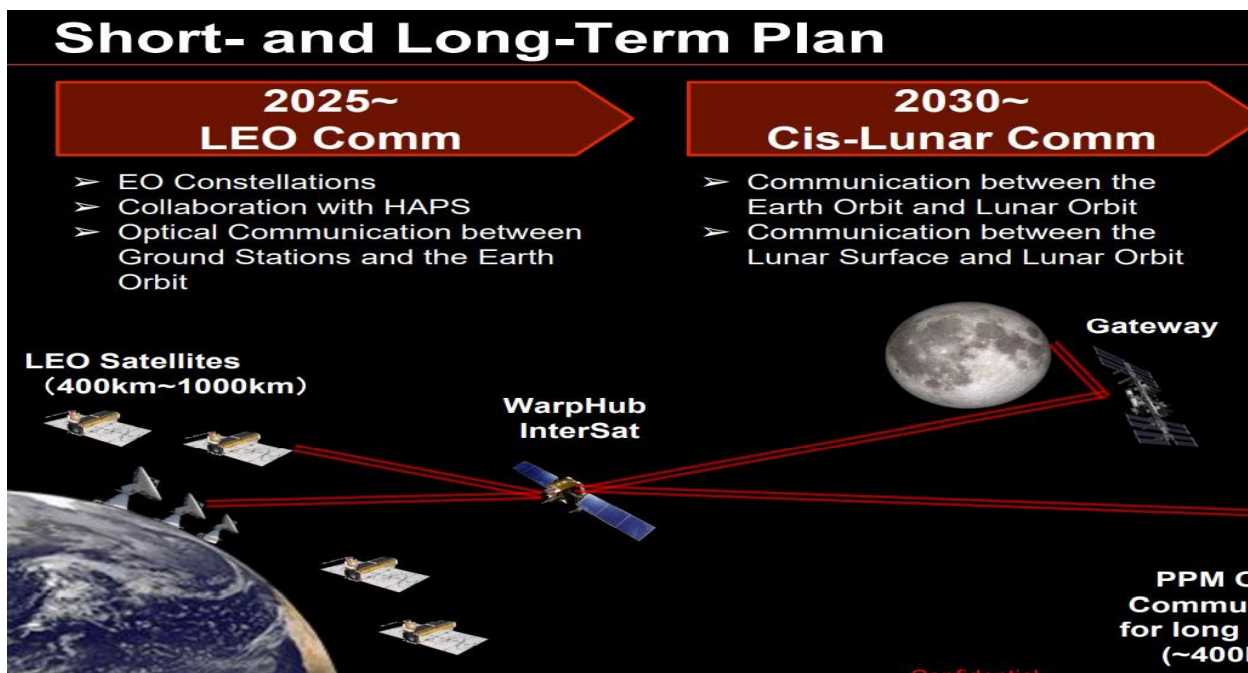 Short- and Long-Term Plan
2025~
LEO Comm
➢ EO Constellations
➢ Collaboration with HAPS
➢ Optical Communication between
Ground Stations and the Earth
Orbit
2030~
Cis-Lunar Comm
➢ Communication between the
Earth Orbit and Lunar Orbit
➢ Communication between the
Lunar Surface and Lunar Orbit
Gateway
LEO Satellites
(400km~1000km)
WarpHub
InterSat
PPM
for long